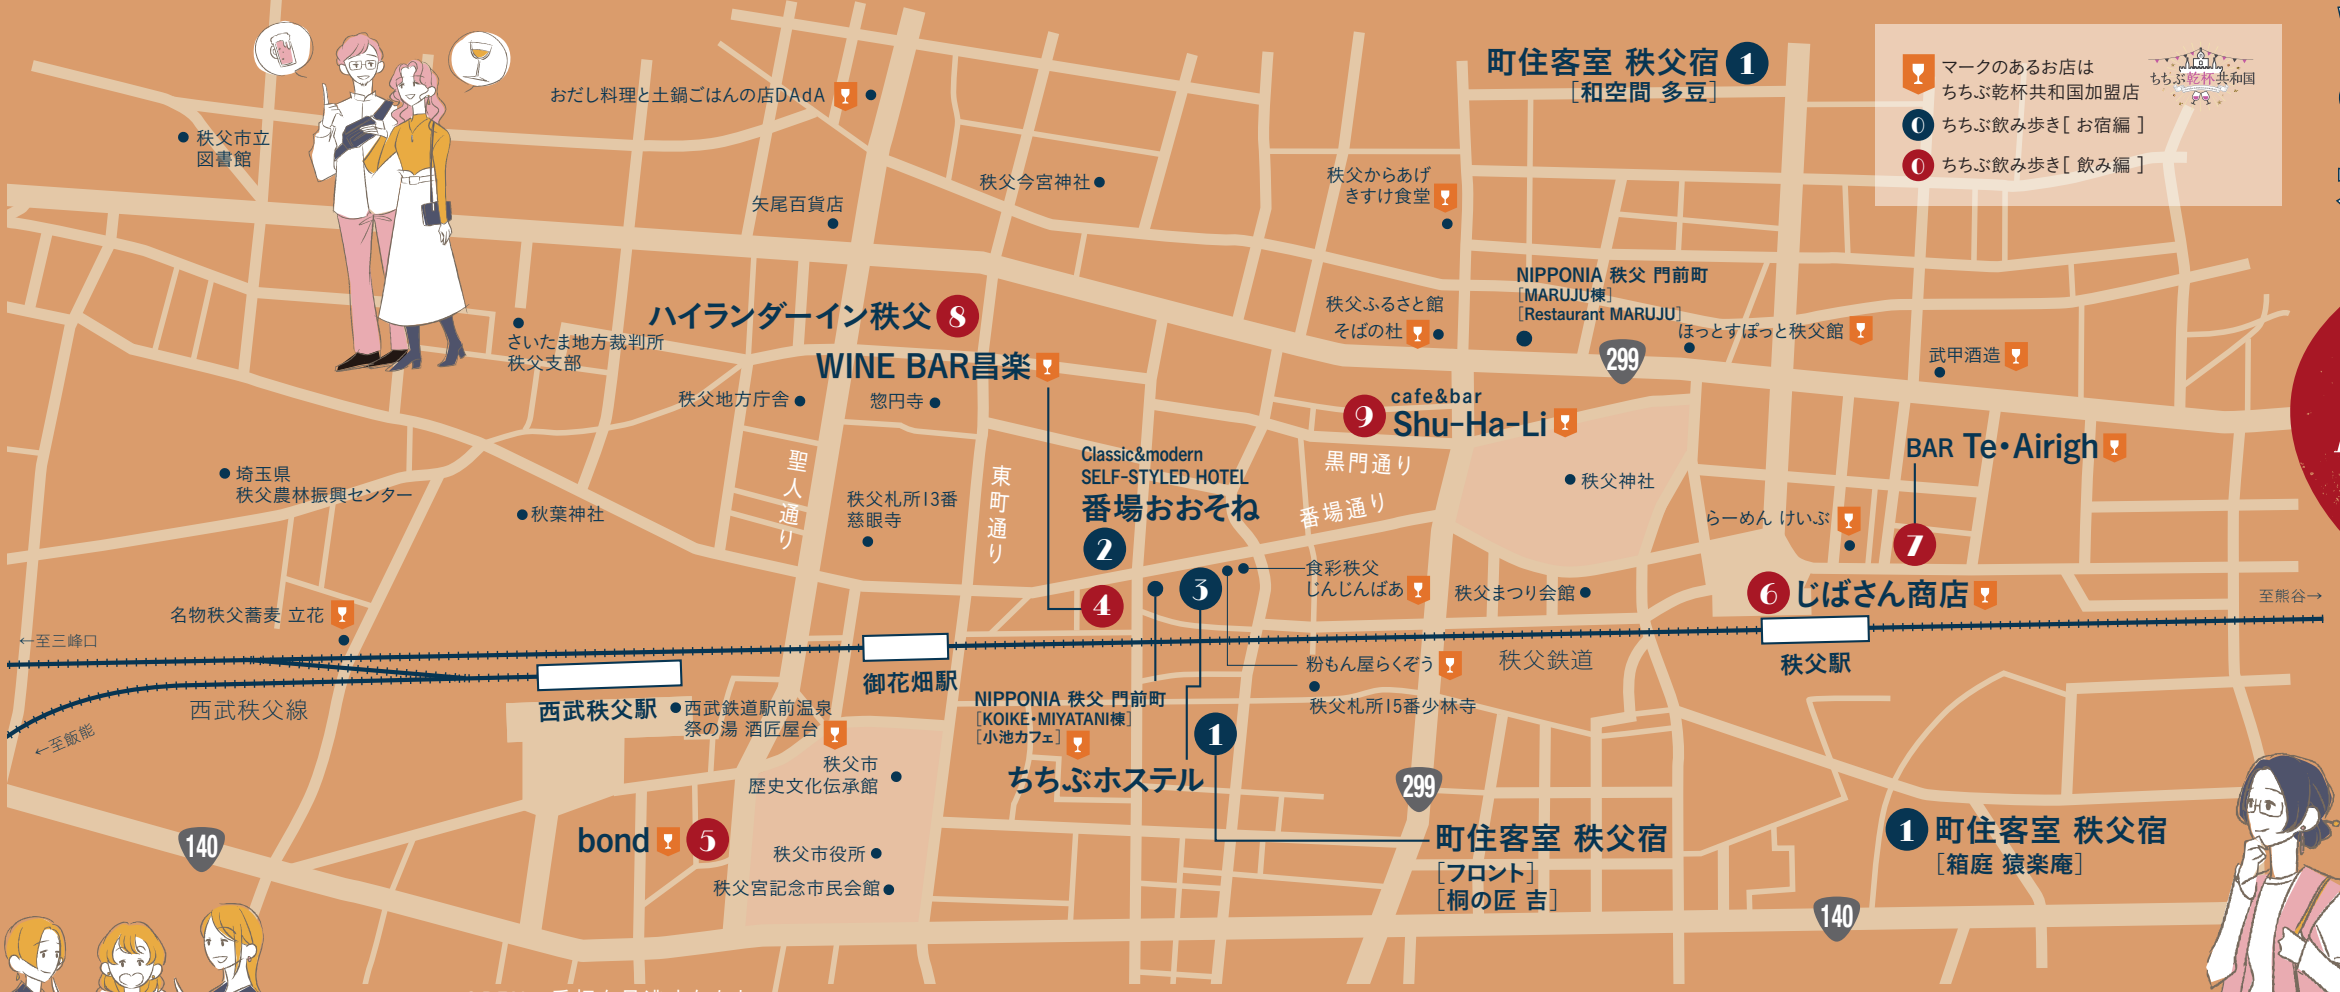 町住客室 秩父宿 1
[和空間 多豆]
マークのあるお店は
ちちぶ乾杯共和国加盟店
ちちぶ乾杯共和国
0 ちちぶ飲み歩き[ お宿編 ]
0 ちちぶ飲み歩き[ 飲み編 ]
おだし料理と土鍋ごはんの店DAdA
秩父市立
図書館
矢尾百貨店
秩父今宮神社
秩父からあげ
きすけ食堂
NIPPONIA 秩父 門前町
[MARUJU棟]
[Restaurant MARUJU]
秩父ふるさと館
そばの杜
ほっとすぽっと秩父館
299
武甲酒造
ハイランダーイン秩父 8
さいたま地方裁判所
秩父支部
WINE BAR昌楽
秩父地方庁舎
惣円寺
9 cafe&bar
Shu-Ha-Li
黒門通り
番場通り
秩父神社
BAR Te・Airigh
7
らーめん けいぶ
埼玉県
秩父農林振興センター
秋葉神社
聖人通り
秩父札所13番
慈眼寺
東町通り
Classic&modern
SELF-STYLED HOTEL
番場おおそね
2
3
4
食彩秩父
じんじんばあ
秩父まつり会館
6 じばさん商店
至熊谷→
名物秩父蕎麦 立花
←至三峰口
西武秩父線
←至飯能
西武秩父駅
御花畑駅
秩父鉄道
秩父駅
粉もん屋らくぞう
秩父札所15番少林寺
西武鉄道駅前温泉
祭の湯 酒匠屋台
NIPPONIA 秩父 門前町
[KOIKE・MIYATANI棟]
[小池カフェ]
ちちぶホステル
1
秩父市
歴史文化伝承館
299
140
bond 5
秩父市役所
秩父宮記念市民会館
町住客室 秩父宿
[フロント]
[桐の匠 吉]
1 町住客室 秩父宿
[箱庭 猿楽庵]
140